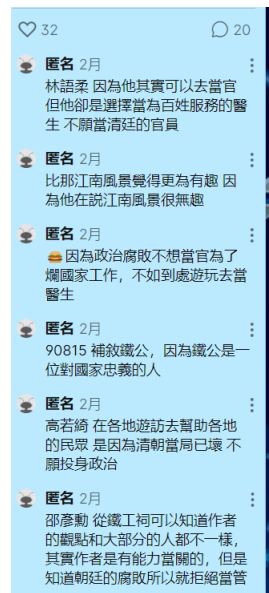 32 20
匿名 2月
林語柔 因為他其實可以去當官
但他卻是選擇當為百姓服務的醫
生 不願當清廷的官員
匿名 2月
比那江南風景覺得更為有趣 因
為他在説江南風景很無趣
匿名 2月
🍔因為政治腐敗不想當官為了
爛國家工作，不如到處遊玩去當
醫生
匿名 2月
90815 補敘鐵公，因為鐵公是一
位對國家忠義的人
匿名 2月
高若綺 在各地遊訪去幫助各地
的民眾 是因為清朝當局已壞 不
願投身政治
匿名 2月
邵彥勳 從鐵工祠可以知道作者
的觀點和大部分的人都不一樣，
其實作者是有能力當關的，但是
知道朝廷的腐敗所以就拒絕當管